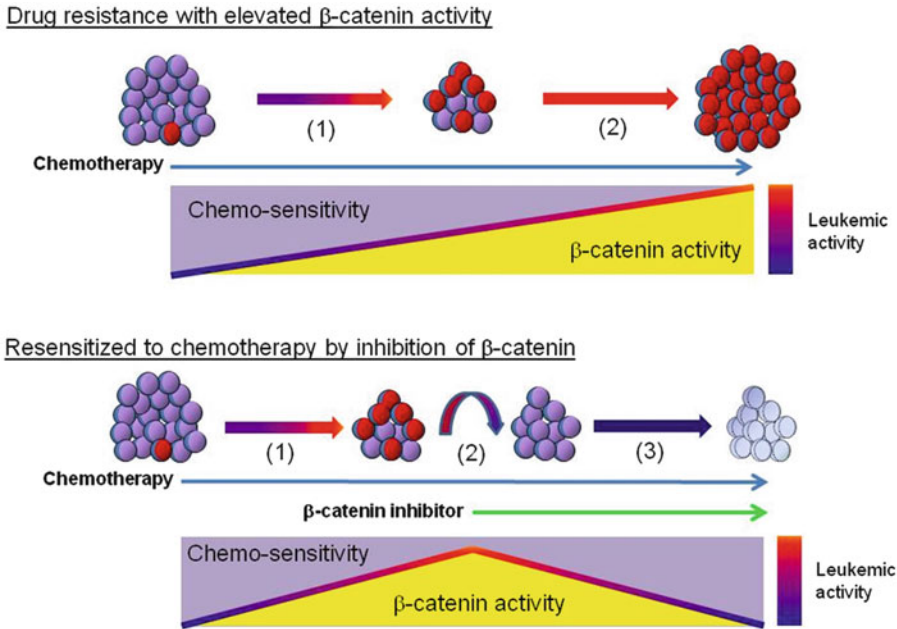 Drug resistance with elevated β-catenin activity
(1)
(2)
Chemotherapy
Chemo-sensitivity
β-catenin activity
Leukemic
activity
Resensitized to chemotherapy by inhibition of β-catenin
(1)
(2)
(3)
Chemotherapy
β-catenin inhibitor
Chemo-sensitivity
β-catenin activity
Leukemic
activity